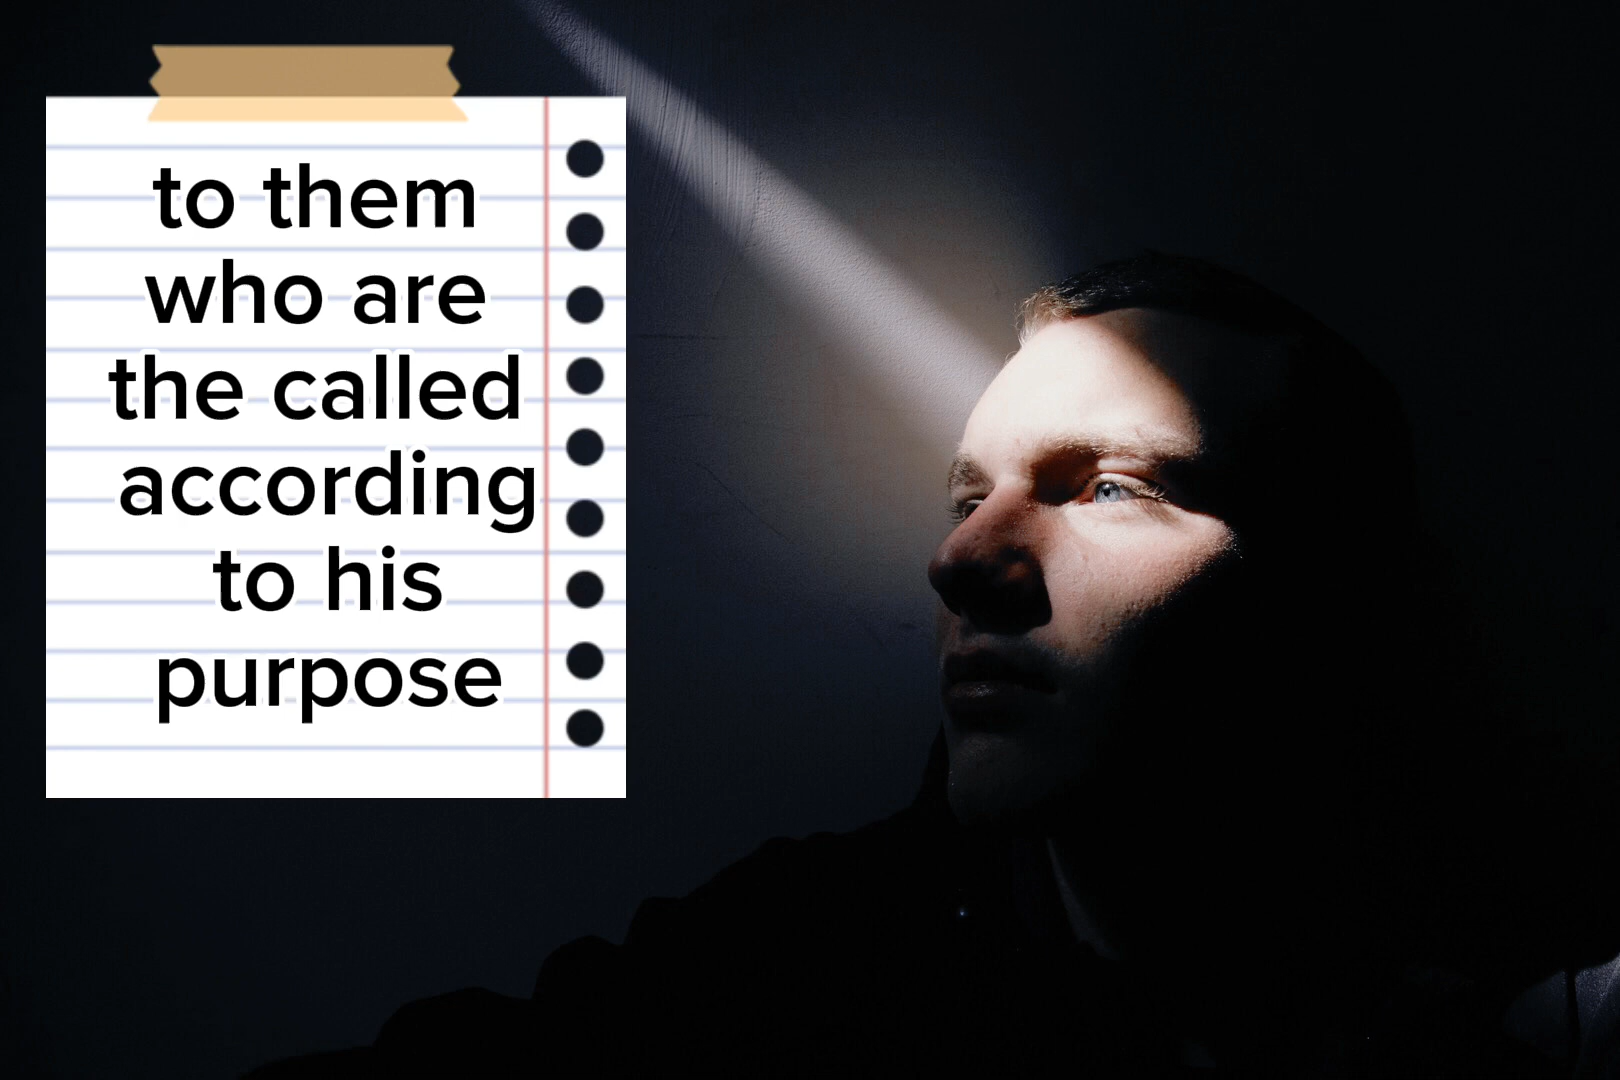 to them
who are
the called
according
to his
purpose